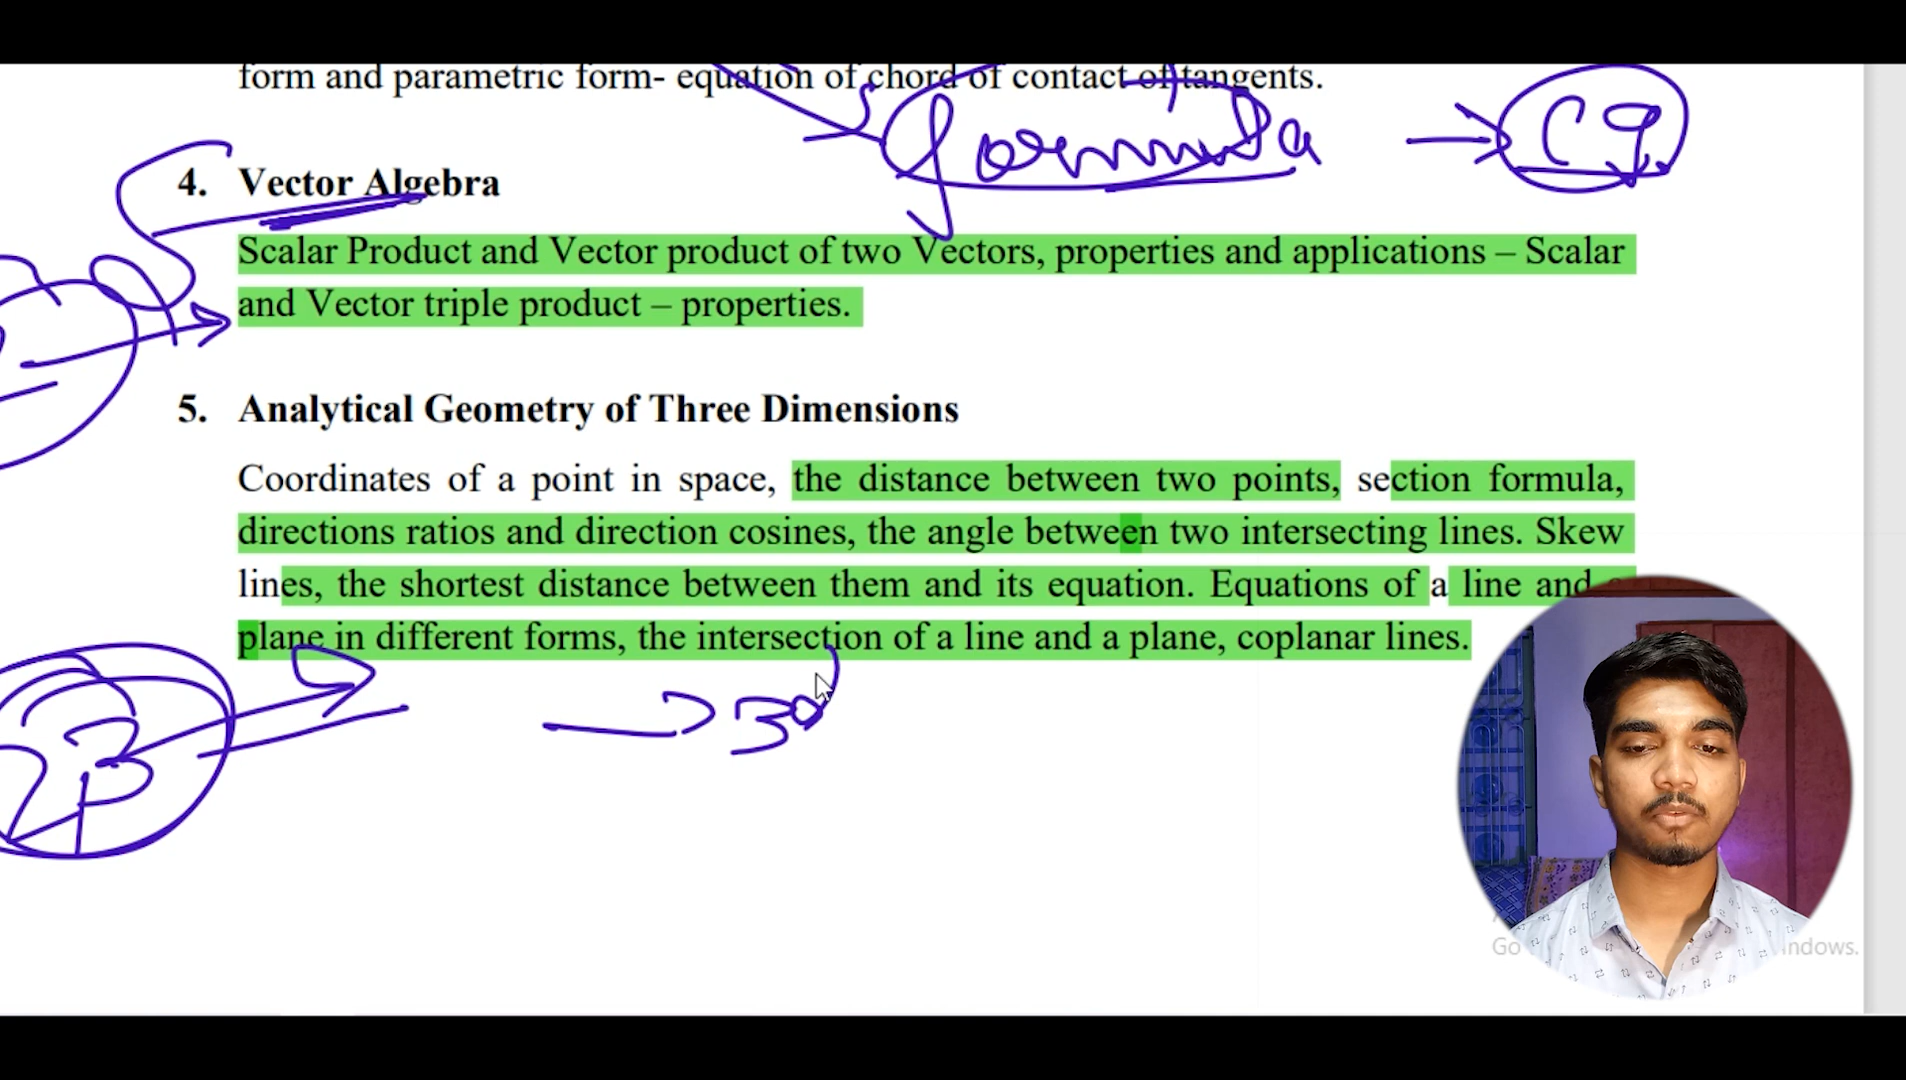 form and parametric form- equation of chord of contact of tangents.
formula
4. Vector Algebra
Scalar Product and Vector product of two Vectors, properties and applications – Scalar
and Vector triple product – properties.
5. Analytical Geometry of Three Dimensions
Coordinates of a point in space, the distance between two points, section formula,
directions ratios and direction cosines, the angle between two intersecting lines. Skew
lines, the shortest distance between them and its equation. Equations of a line and
plane in different forms, the intersection of a line and a plane, coplanar lines.
3d
Go
indows.